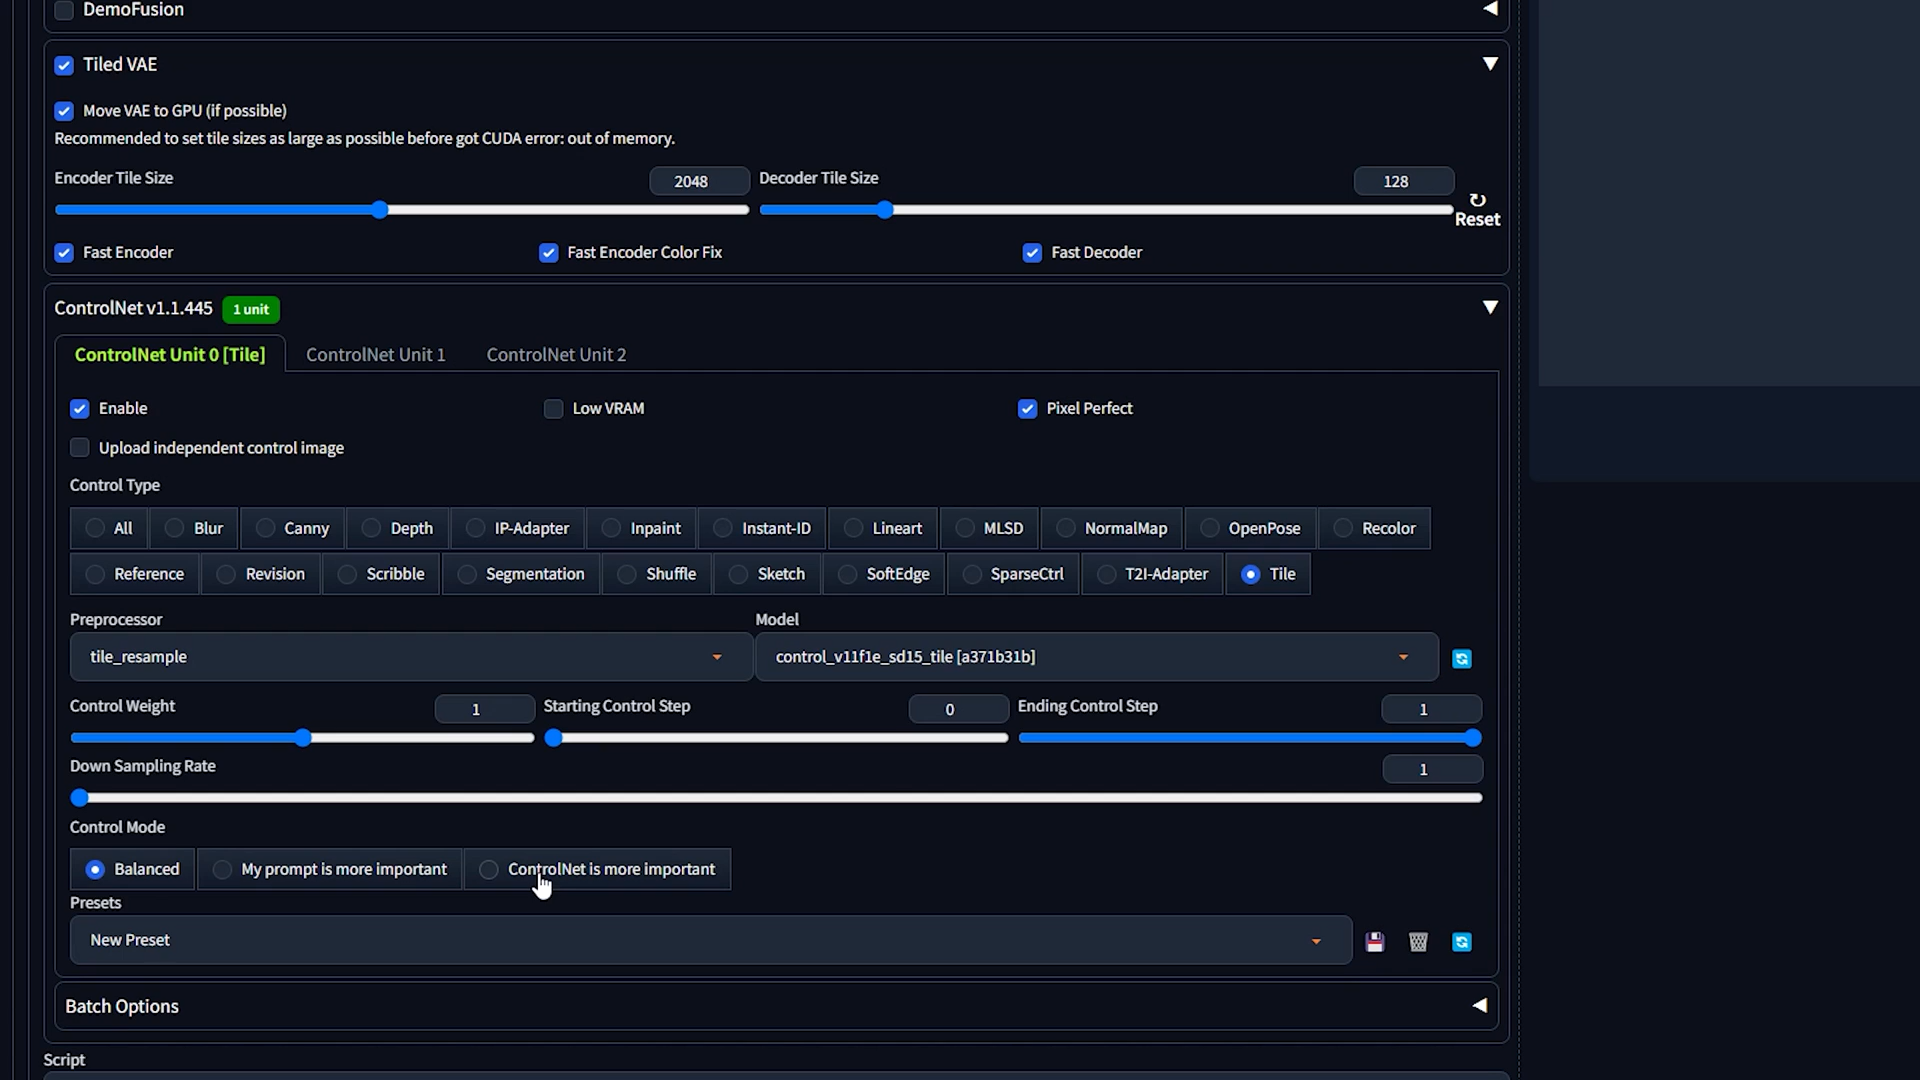 DemoFusion
Tiled VAE
Move VAE to GPU (if possible)
Recommended to set tile sizes as large as possible before got CUDA error: out of memory.
Encoder Tile Size 2048 Decoder Tile Size 128
Reset
Fast Encoder Fast Encoder Color Fix Fast Decoder
ControlNet v1.1.445 1 unit
ControlNet Unit 0 [Tile] ControlNet Unit 1 ControlNet Unit 2
Enable Low VRAM Pixel Perfect
Upload independent control image
Control Type
All Blur Canny Depth IP-Adapter Inpaint Instant-ID Lineart MLSD NormalMap OpenPose Recolor
Reference Revision Scribble Segmentation Shuffle Sketch SoftEdge SparseCtrl T2I-Adapter Tile
Preprocessor Model
tile_resample control_v11f1e_sd15_tile [a371b31b]
Control Weight 1 Starting Control Step 0 Ending Control Step 1
Down Sampling Rate 1
Control Mode
Balanced My prompt is more important ControlNet is more important
Presets
New Preset
Batch Options
Script